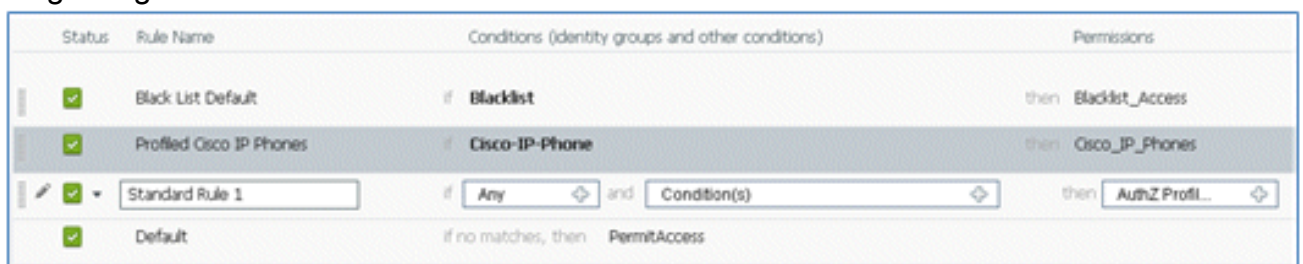 Status Rule Name Conditions (identity groups and other conditions) Permissions
Black List Default if Blacklist then Blacklist_Access
Profiled Cisco IP Phones if Cisco-IP-Phone then Cisco_IP_Phones
Standard Rule 1 if Any and Condition(s) then AuthZ Profil...
Default if no matches, then PermitAccess